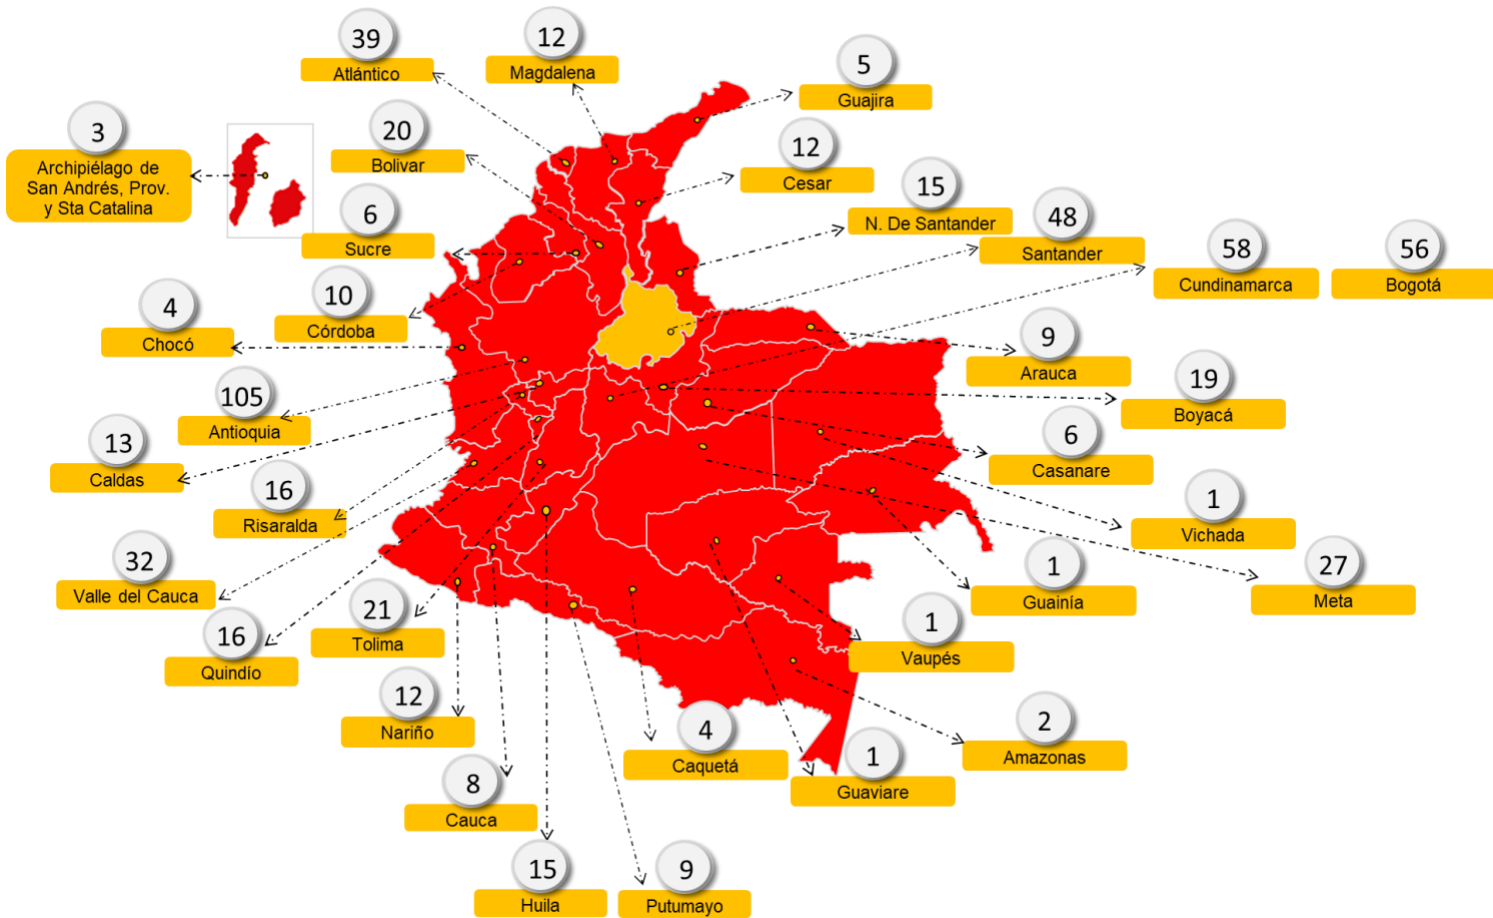 39
Atlántico
12
Magdalena
5
Guajira
3
Archipiélago de
San Andrés, Prov.
y Sta Catalina
20
Bolivar
12
Cesar
15
N. De Santander
6
Sucre
48
Santander
58
Cundinamarca
56
Bogotá
10
Córdoba
4
Chocó
9
Arauca
105
Antioquia
19
Boyacá
13
Caldas
6
Casanare
16
Risaralda
1
Vichada
32
Valle del Cauca
1
Guainía
27
Meta
16
Quindío
21
Tolima
1
Vaupés
12
Nariño
4
Caquetá
2
Amazonas
1
Guaviare
8
Cauca
15
Huila
9
Putumayo